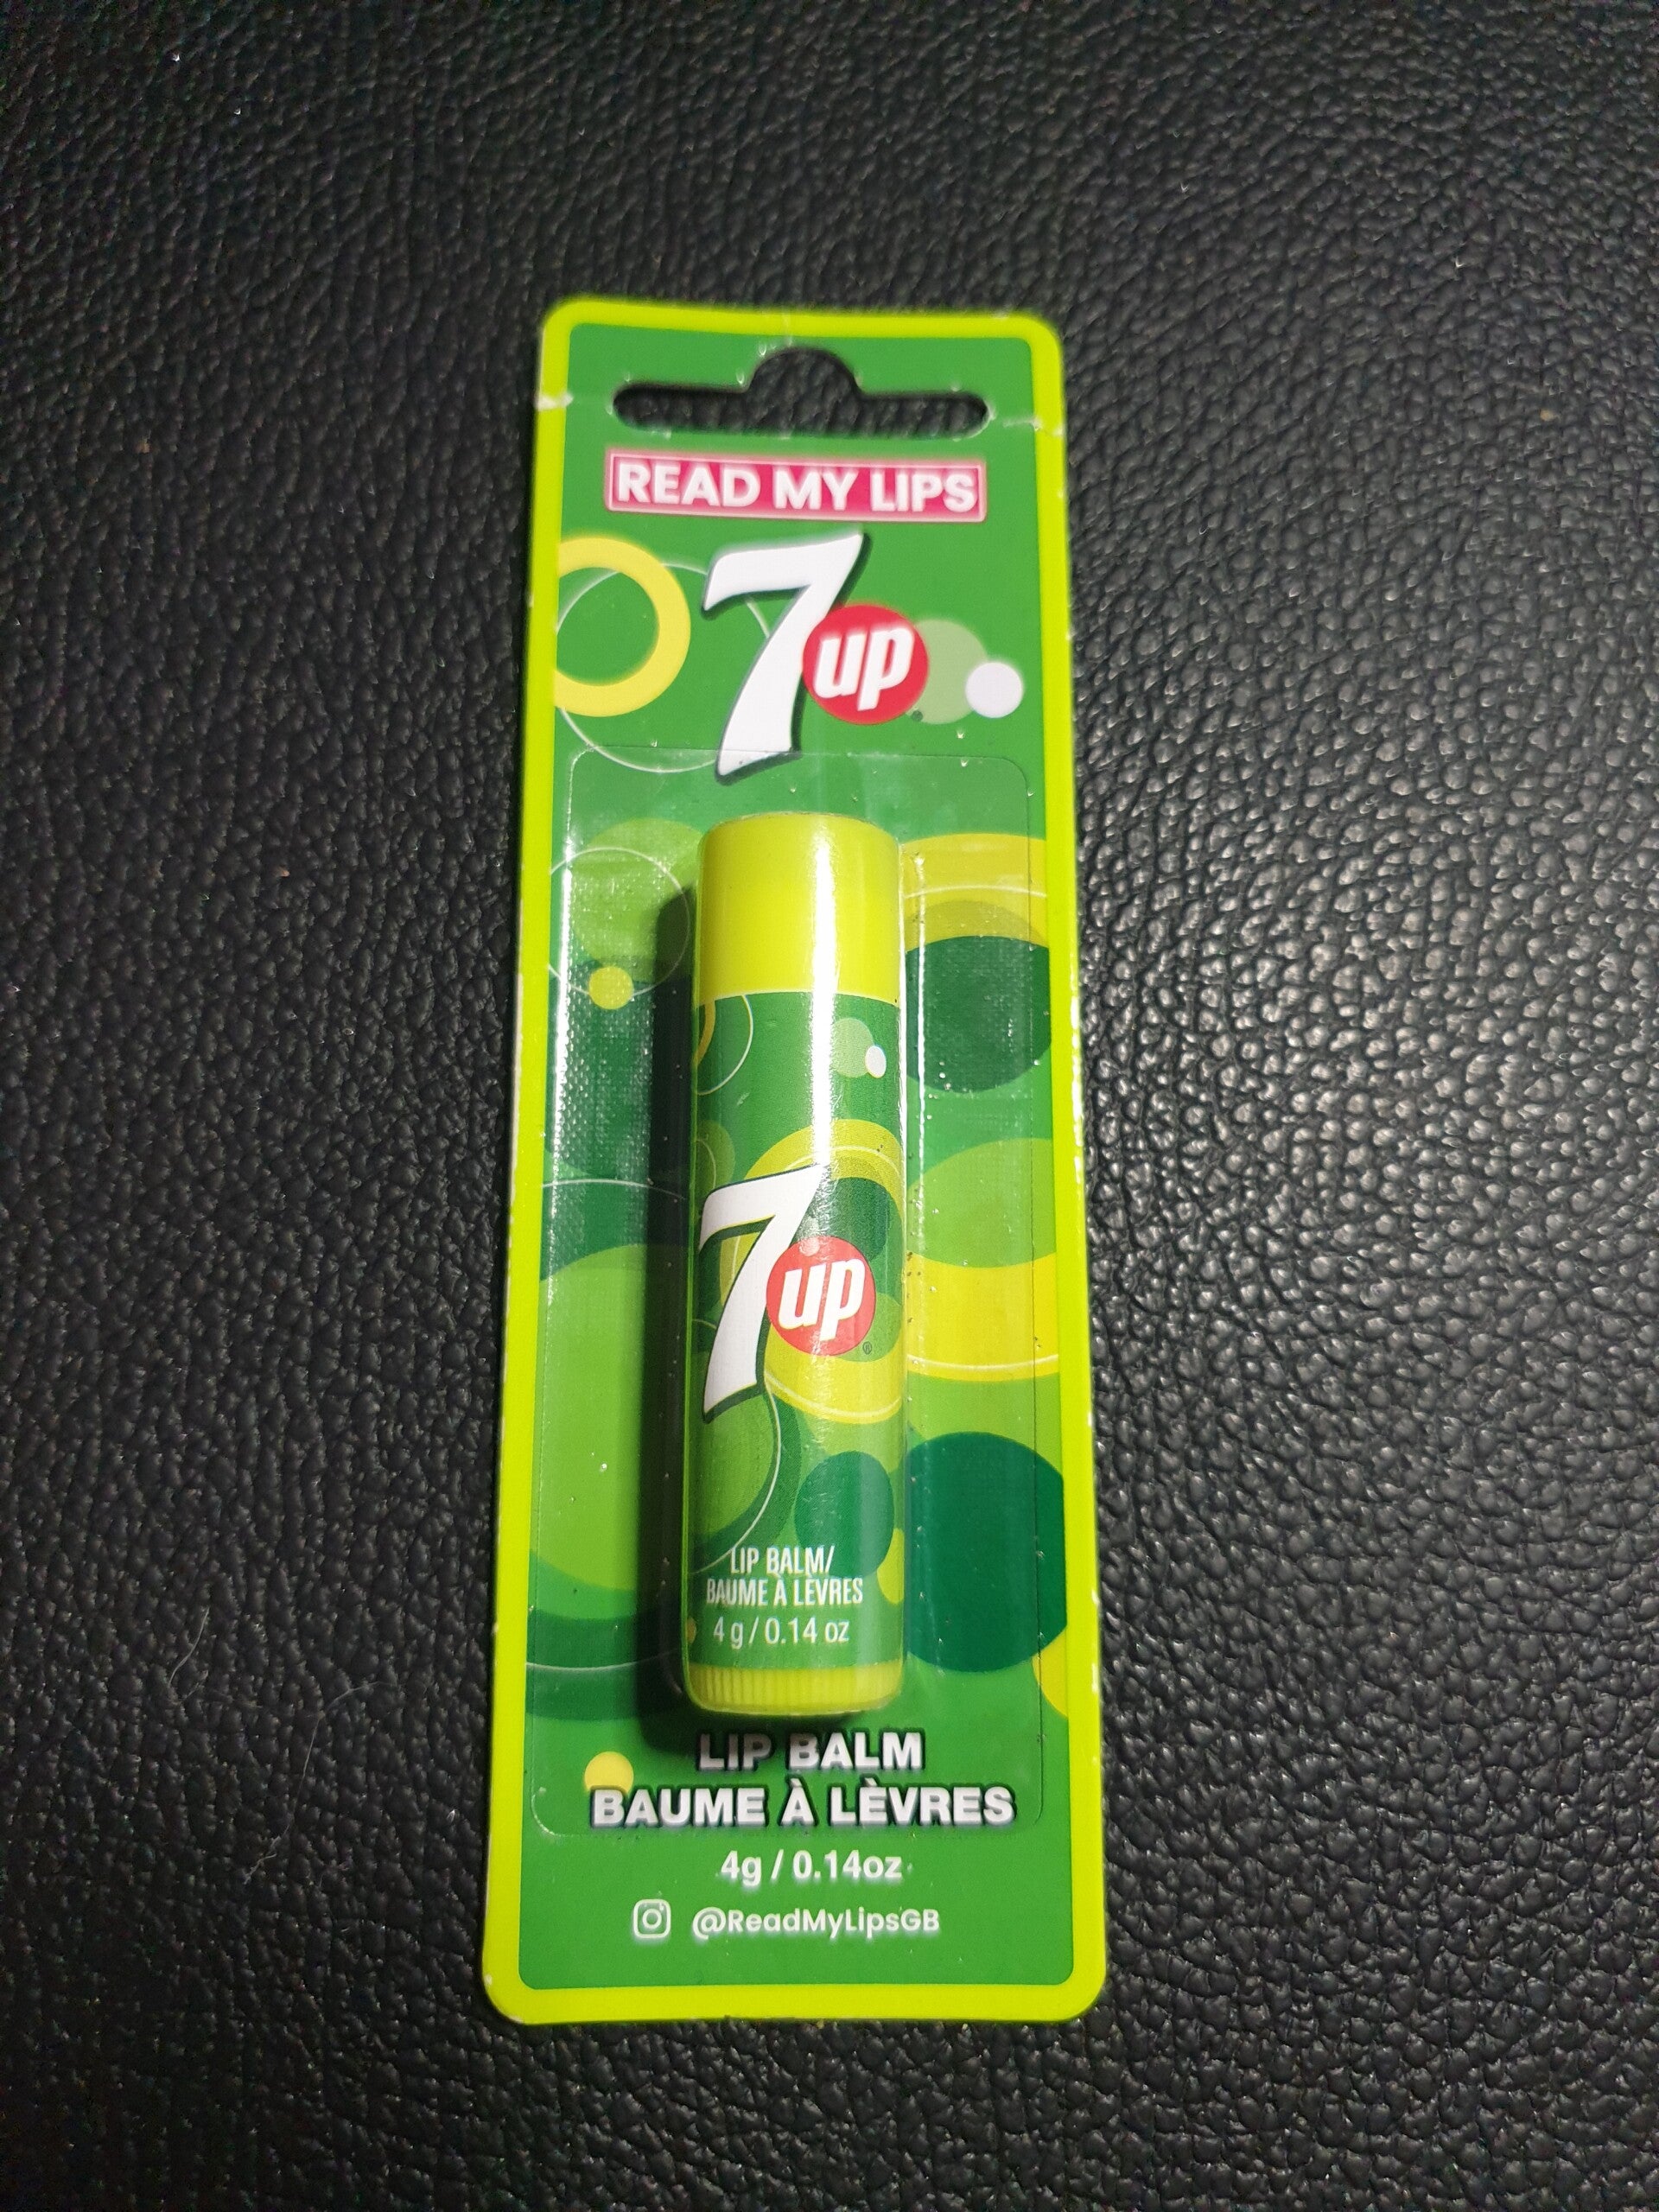 READ MY LIPS
7up
7up®
LIP BALM/
BAUME À LÈVRES
4 g / 0.14 oz
LIP BALM
BAUME À LÈVRES
4g / 0.14oz
@ReadMyLipsGB